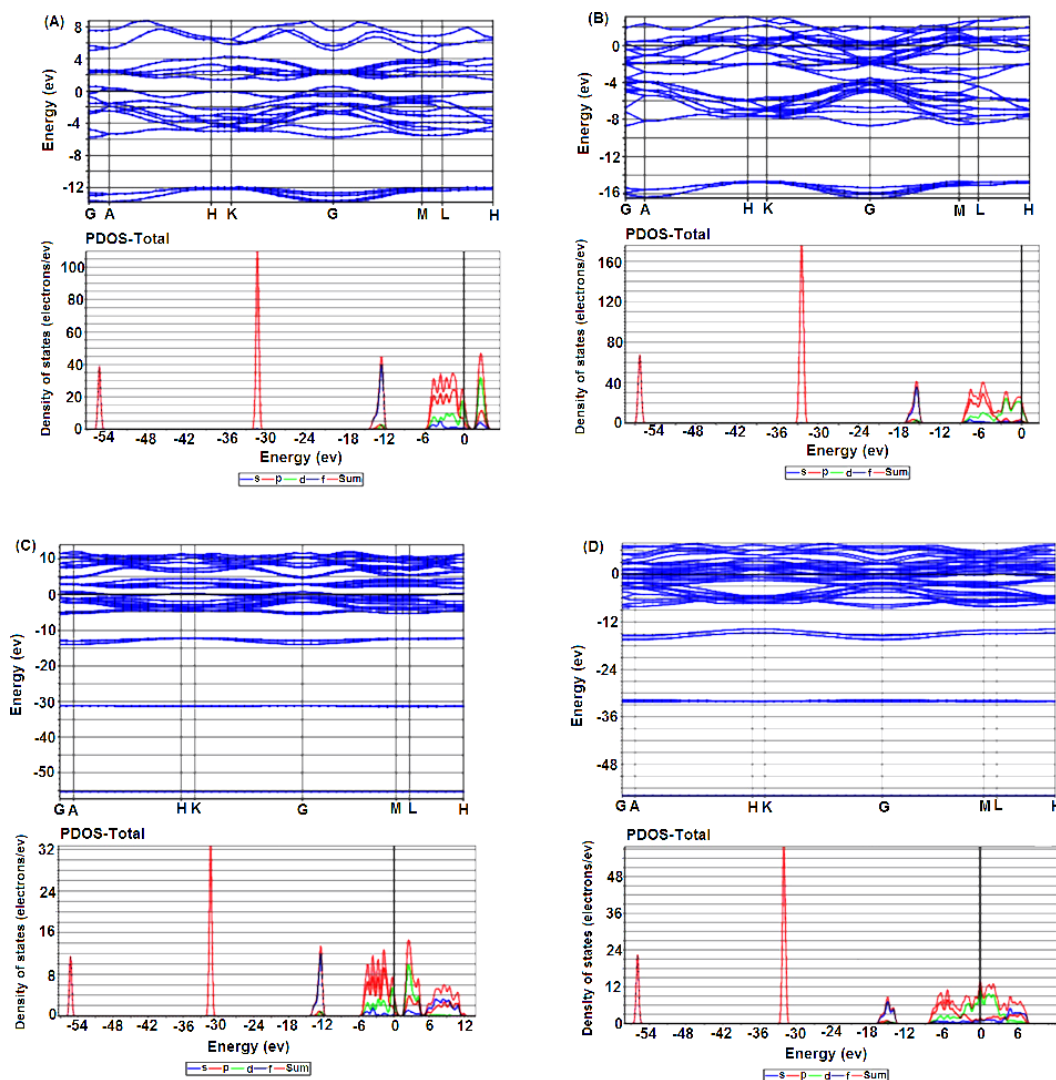 (A)
8
4
0
-4
-8
-12
Energy (ev)
G A H K G M L H
PDOS-Total
100
80
60
40
20
0
Density of states (electrons/ev)
-54 -48 -42 -36 -30 -24 -18 -12 -6 0
Energy (ev)
s p d f Sum
(B)
0
-4
-8
-12
-16
Energy (ev)
G A H K G M L H
PDOS-Total
160
120
80
40
0
Density of states (electrons/ev)
-54 -48 -42 -36 -30 -24 -18 -12 -6 0
Energy (ev)
s p d f Sum
(C)
10
0
-10
-20
-30
-40
-50
Energy (ev)
G A H K G M L H
PDOS-Total
32
24
16
8
0
Density of states (electrons/ev)
-54 -48 -42 -36 -30 -24 -18 -12 -6 0 6 12
Energy (ev)
s p d f Sum
(D)
0
-12
-24
-36
-48
Energy (ev)
G A H K G M L H
PDOS-Total
48
36
24
12
0
Density of states (electrons/ev)
-54 -48 -42 -36 -30 -24 -18 -12 -6 0 6
Energy (ev)
s p d f Sum